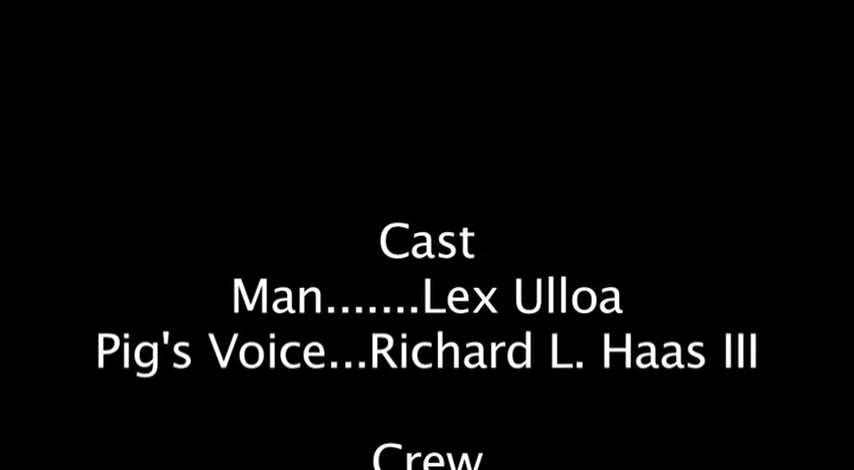 Cast
Man.......Lex Ulloa
Pig's Voice...Richard L. Haas III
Crew